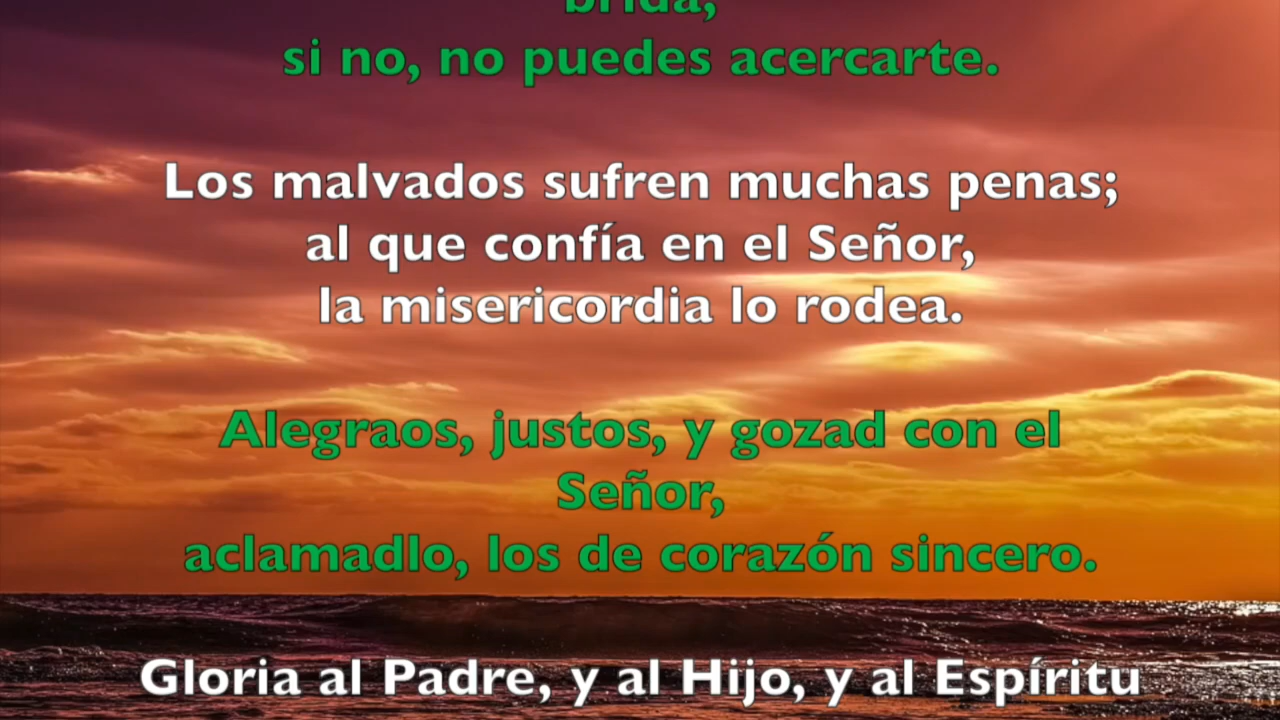 brida,
si no, no puedes acercarte.
Los malvados sufren muchas penas;
al que confía en el Señor,
la misericordia lo rodea.
Alegraos, justos, y gozad con el
Señor,
aclamadlo, los de corazón sincero.
Gloria al Padre, y al Hijo, y al Espíritu